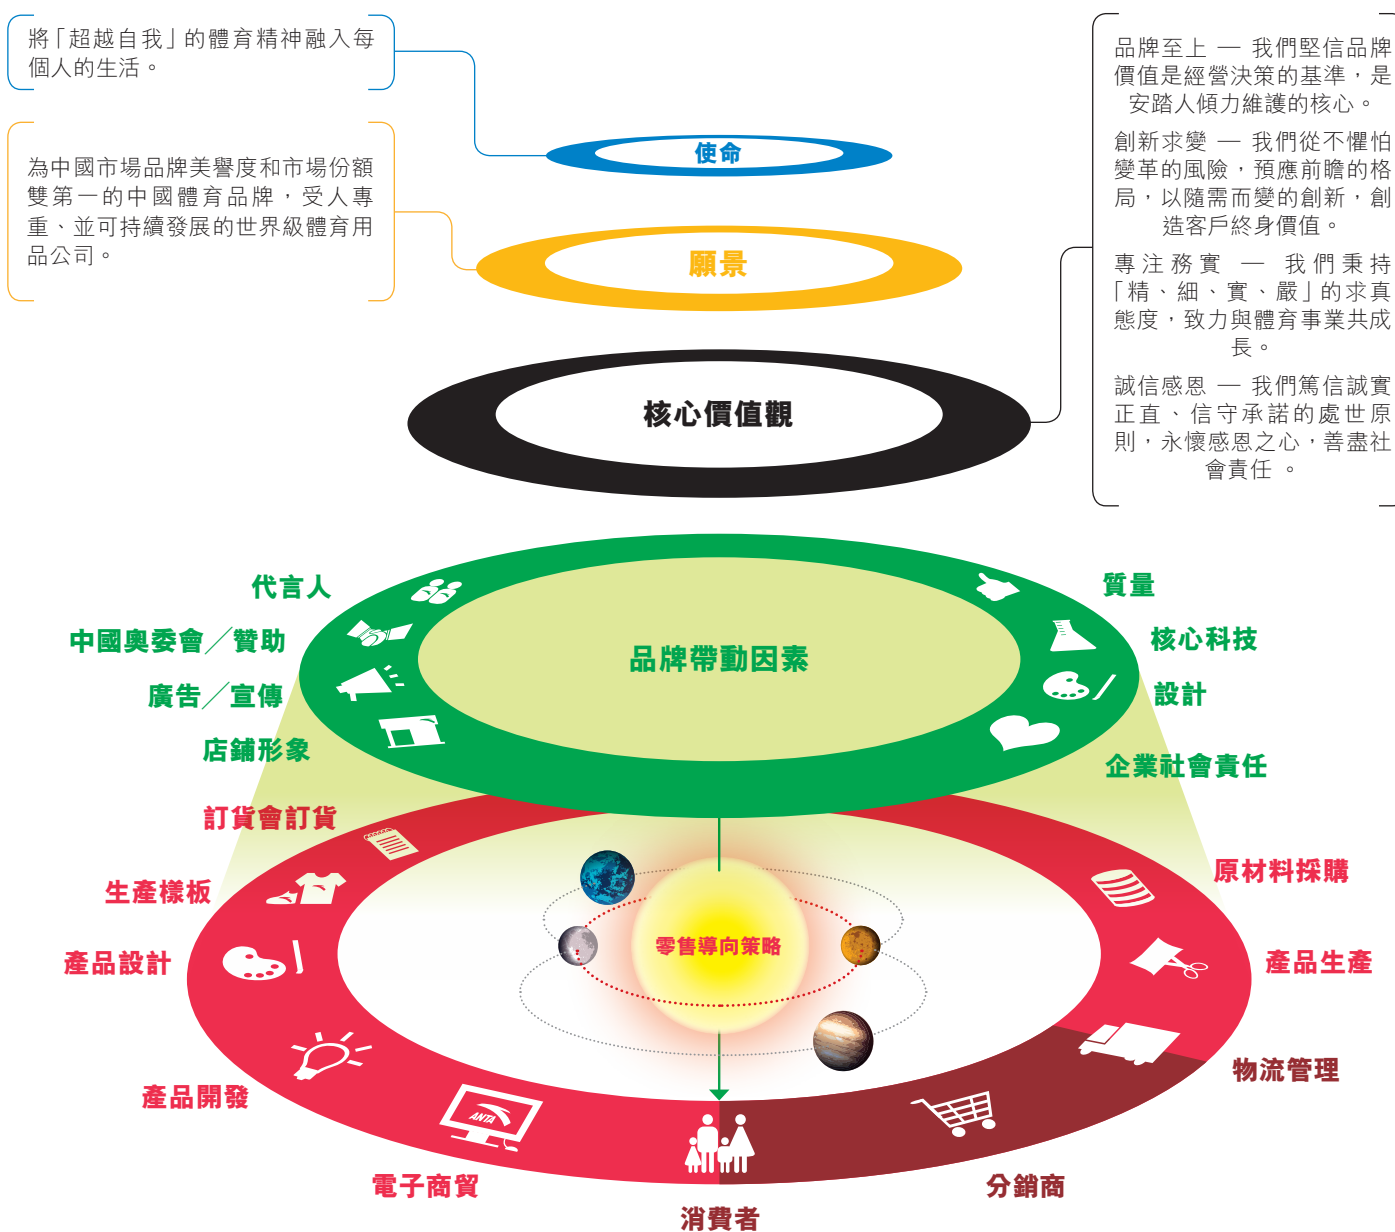 將「超越自我」的體育精神融入每
個人的生活。
為中國市場品牌美譽度和市場份額
雙第一的中國體育品牌，受人專
重、並可持續發展的世界級體育用
品公司。
使命
願景
核心價值觀
品牌至上 — 我們堅信品牌
價值是經營決策的基準，是
安踏人傾力維護的核心。
創新求變 — 我們從不懼怕
變革的風險，預應前瞻的格
局，以隨需而變的創新，創
造客戶終身價值。
專注務實 — 我們秉持
「精、細、實、嚴」的求真
態度，致力與體育事業共成
長。
誠信感恩 — 我們篤信誠實
正直、信守承諾的處世原
則，永懷感恩之心，善盡社
會責任 。
代言人
中國奧委會／贊助
廣告／宣傳
店鋪形象
品牌帶動因素
質量
核心科技
設計
企業社會責任
訂貨會訂貨
生產樣板
產品設計
產品開發
電子商貿
ANTA
零售導向策略
原材料採購
產品生產
物流管理
分銷商
消費者